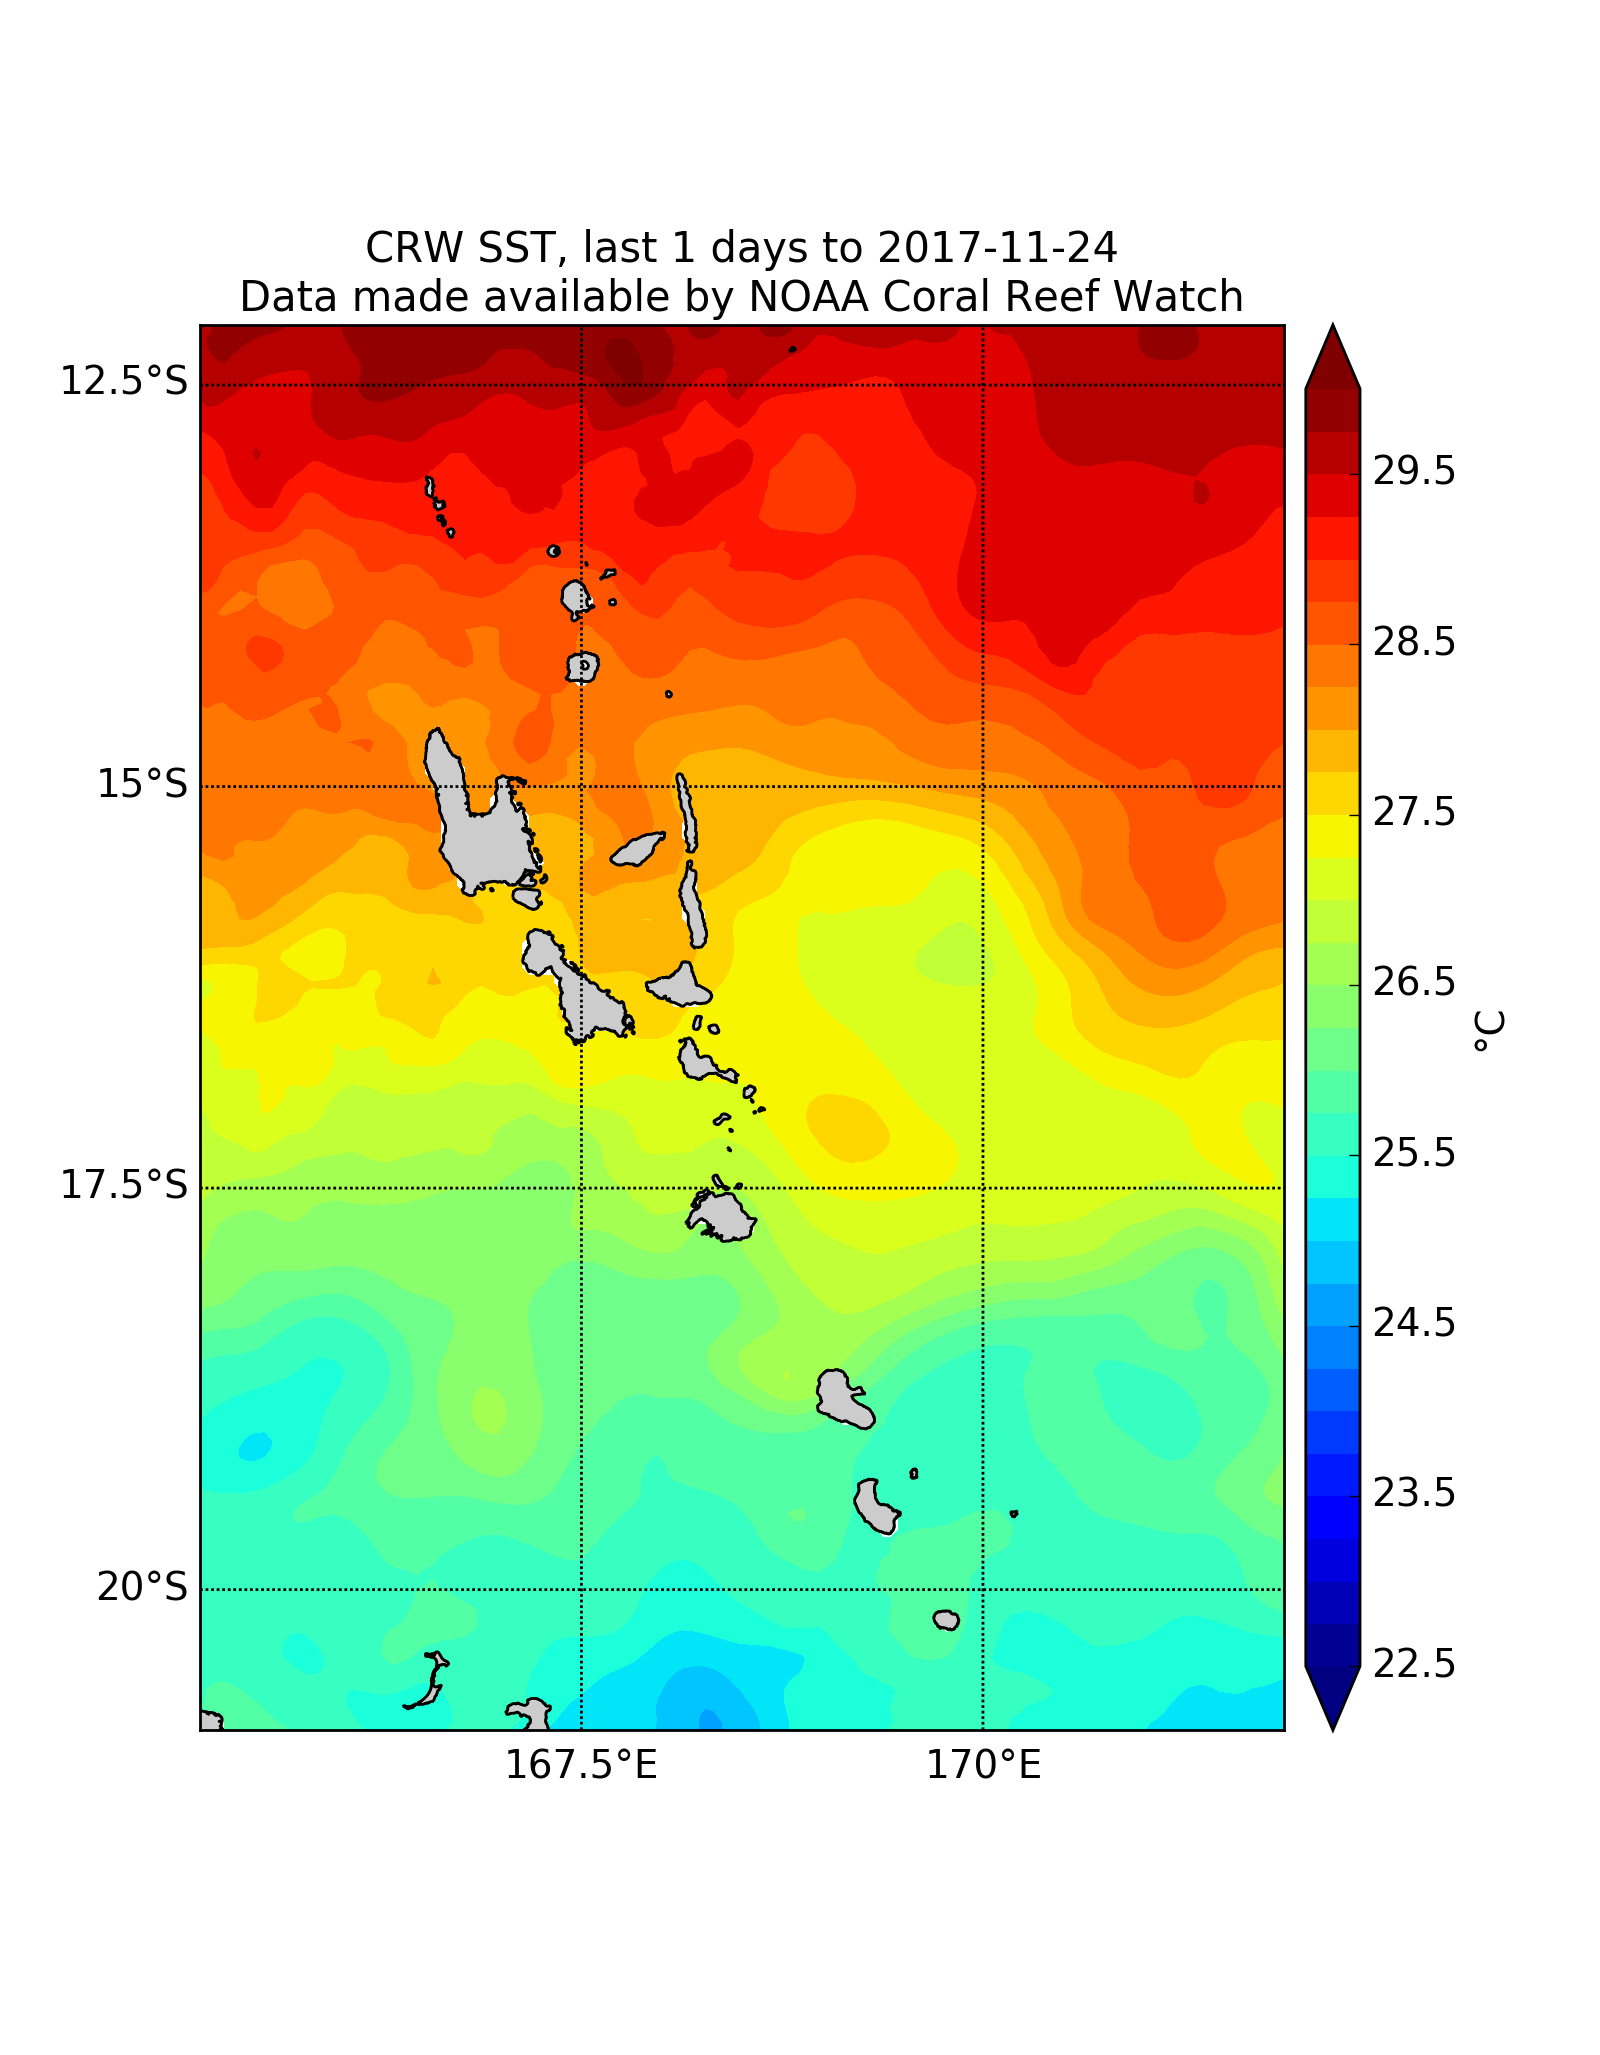 CRW SST, last 1 days to 2017-11-24
Data made available by NOAA Coral Reef Watch
12.5°S
15°S
17.5°S
20°S
167.5°E
170°E
29.5
28.5
27.5
26.5
25.5
24.5
23.5
22.5
°C